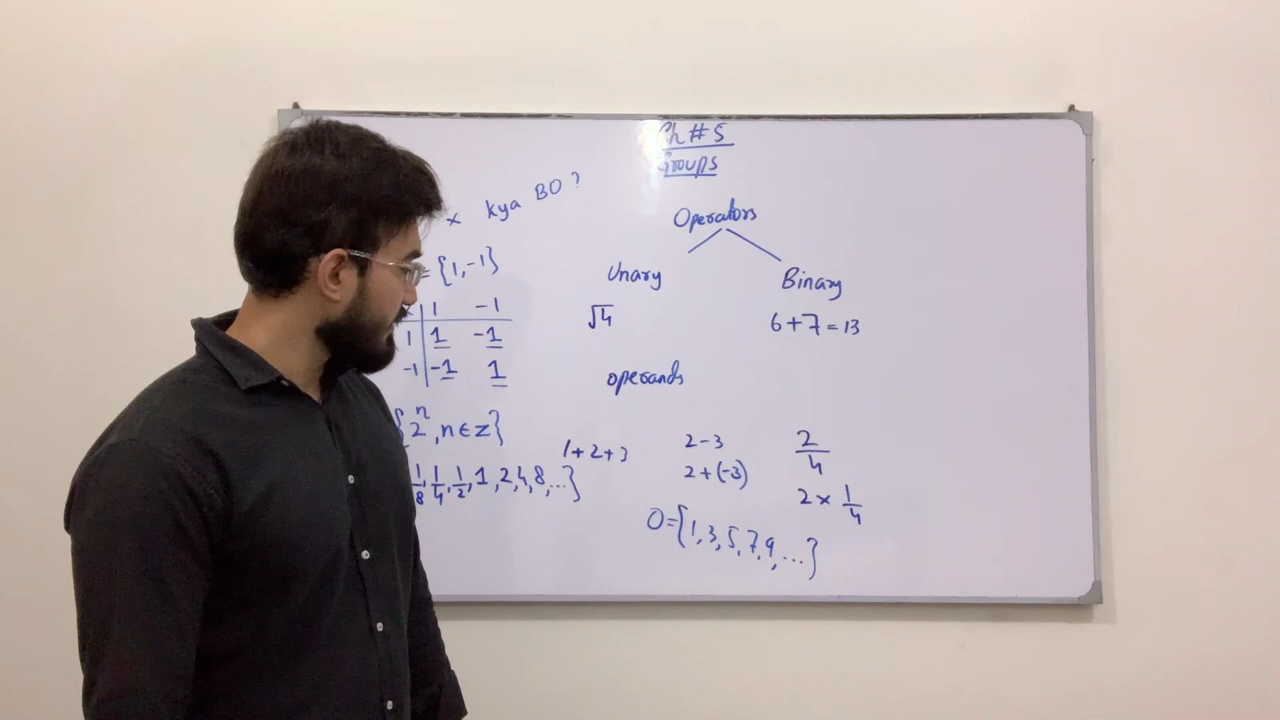 Ch # 5
Groups
x kya BO ?
= {1, -1}
1 -1
1 1 -1
-1 -1 1
{2ⁿ, n ∈ z}
1/8, 1/4, 1/2, 1, 2, 4, 8, ...}
Operators
Unary Binary
√4 6 + 7 = 13
operands
1 + 2 + 3
2 - 3
2 + (-3)
2/4
2 x 1/4
O = {1, 3, 5, 7, 9, ...}